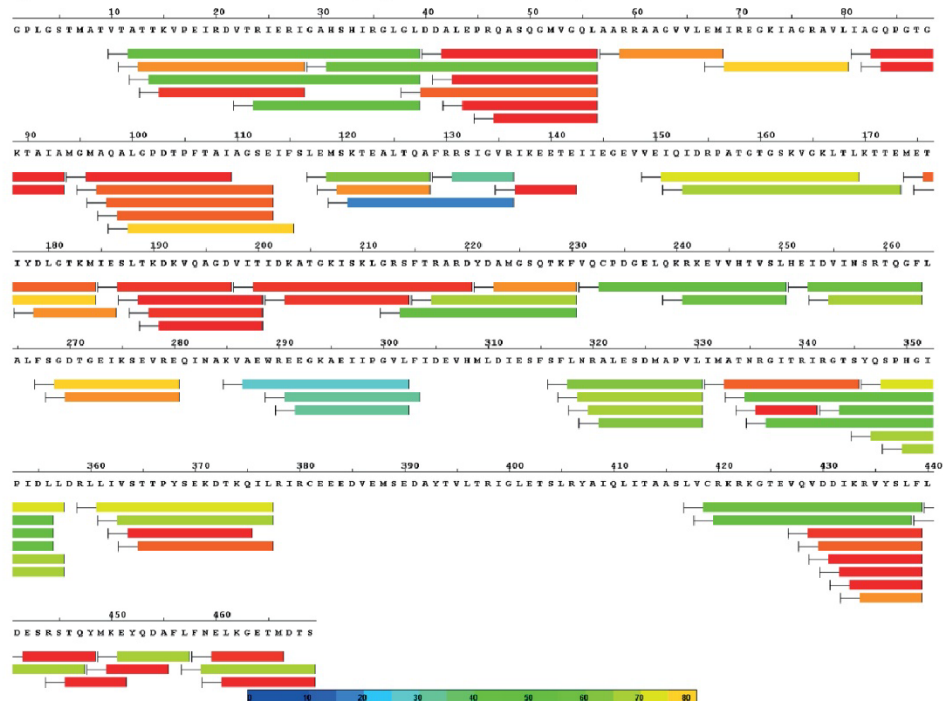 10 20 30 40 50 60 70 80
GPLGSTMATVTATTKVPEIRDVTRIERIGAHSHIRGLGLDDALEPRQASQGMVGQLAARRAAGVVLEMIREGKIAGRAVLIAGQPGTG
90 100 110 120 130 140 150 160 170
KTAIAMGMAQALGPDTPFTAIAGSEIFSLEMSKTEALTQAFRRSIGVRIKEETEIIEGEVVEIQIDRPATGTGSKVGKLTLKTTEMET
180 190 200 210 220 230 240 250 260
IYDLGTKMIESLTKDKVQAGDVITIDKATGKISKLGRSFTRARDYDAMGSQTKFVQCPDGELQKRKEVVHTVSLHEIDVINSRTQGFL
270 280 290 300 310 320 330 340 350
ALFSGDTGEIKSEVREQINAKVAEWREEGKAEIIPGVLFIDEVHMLDIESFSFLNRALESDMAPVLIMATNRGITRIRGTSYQSPHGI
360 370 380 390 400 410 420 430 440
PIDLLDRLLIVSTTPYSEKDTKQILRIRCEEEDVEMSEDAYTVLTRIGLETSLRYAIQLITAASLVCRKRKGTEVQVDDIKRVYSLFL
450 460
DESRSTQYMKEYQDAFLFNELKGETMDTS
0 10 20 30 40 50 60 70 80